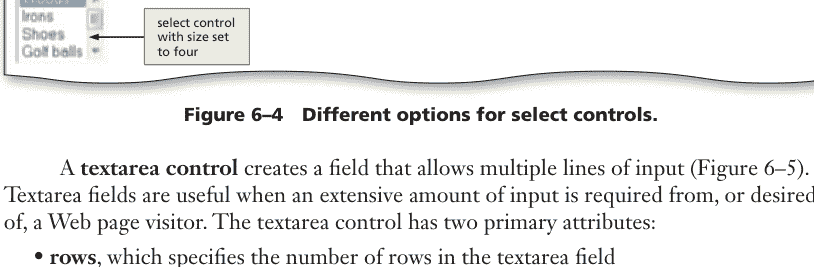 Irons
Shoes
Golf balls
select control
with size set
to four
Figure 6–4 Different options for select controls.
A textarea control creates a field that allows multiple lines of input (Figure 6–5).
Textarea fields are useful when an extensive amount of input is required from, or desired
of, a Web page visitor. The textarea control has two primary attributes:
• rows, which specifies the number of rows in the textarea field